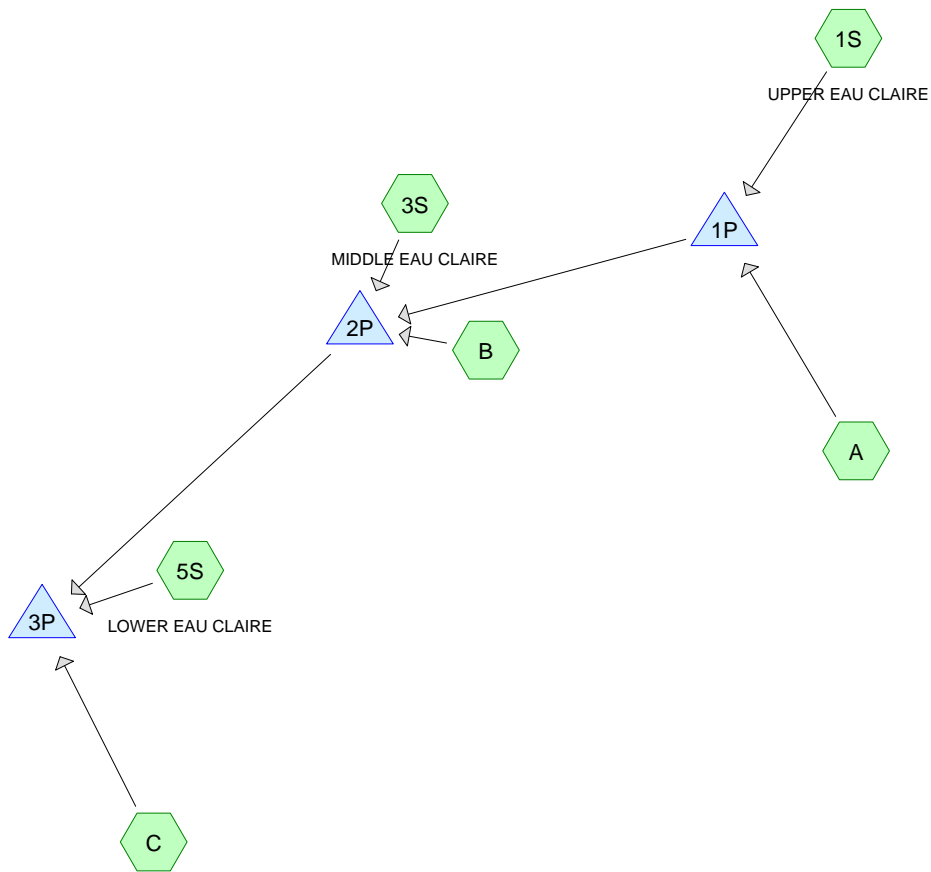 1S
UPPER EAU CLAIRE
3S
1P
MIDDLE EAU CLAIRE
2P
B
A
5S
3P
LOWER EAU CLAIRE
C